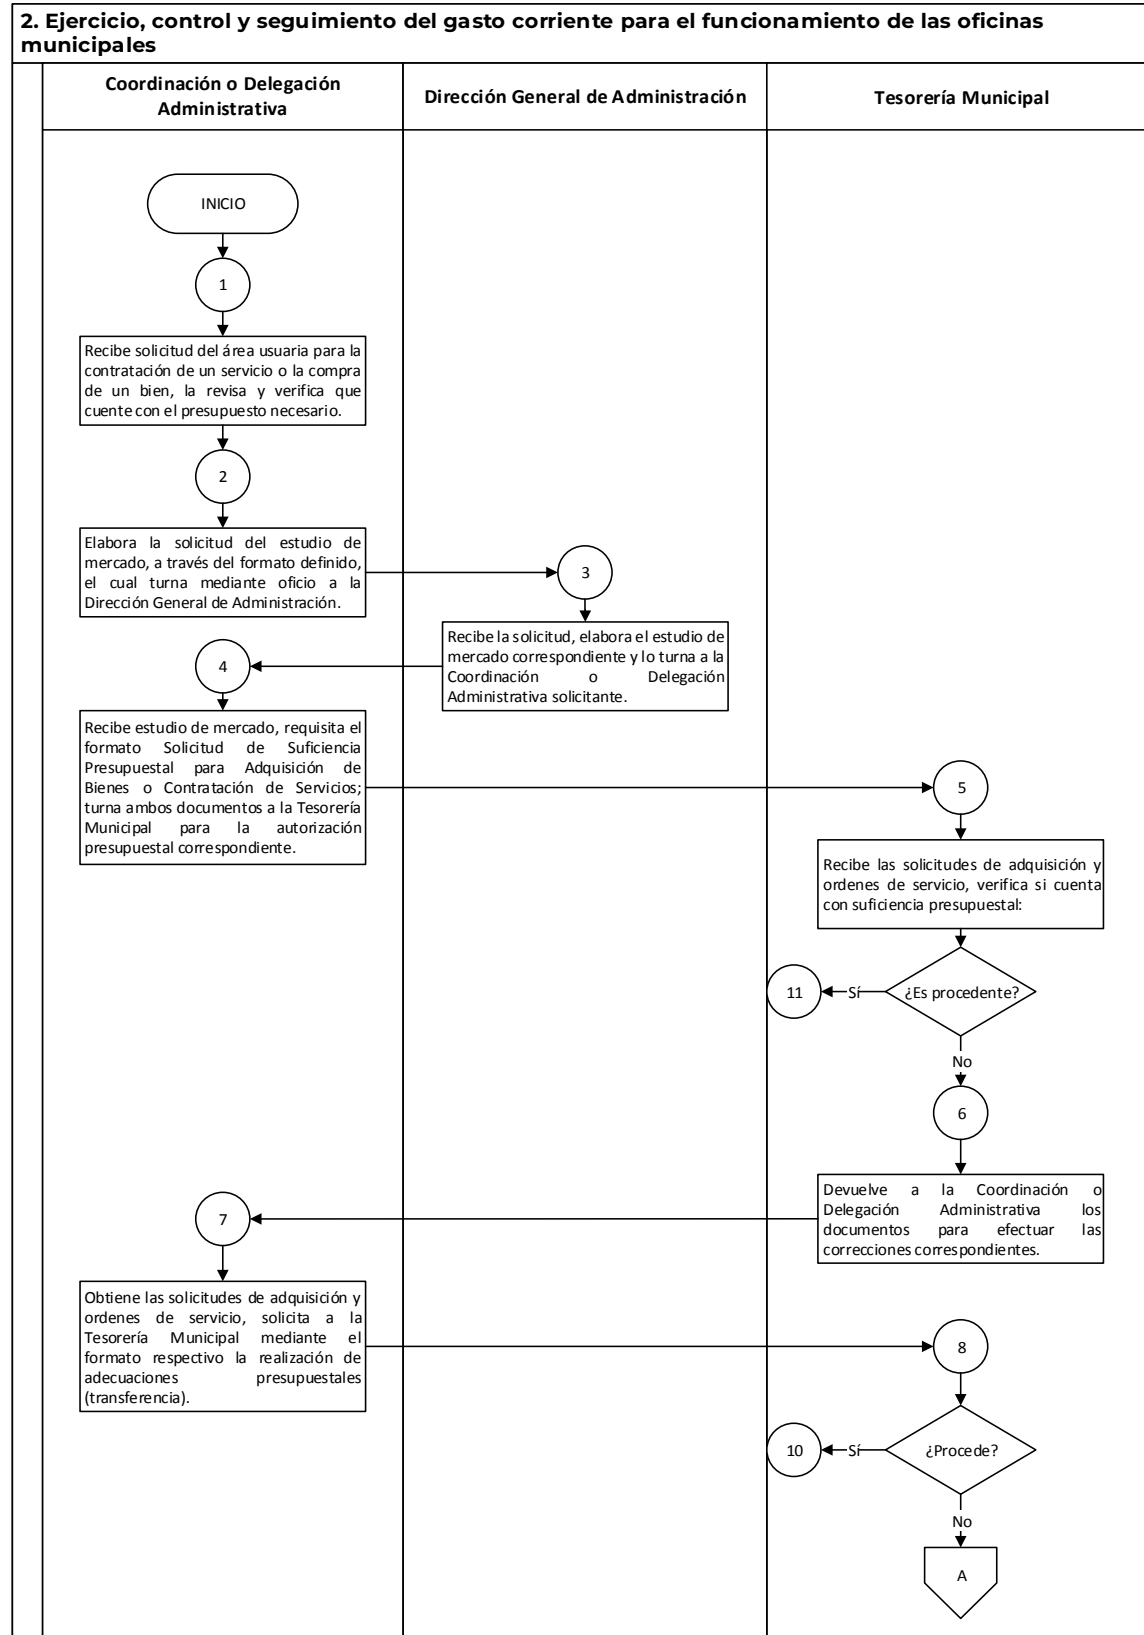 2. Ejercicio, control y seguimiento del gasto corriente para el funcionamiento de las oficinas
municipales
Coordinación o Delegación
Administrativa
Dirección General de Administración
Tesorería Municipal
INICIO
1
Recibe solicitud del área usuaria para la
contratación de un servicio o la compra
de un bien, la revisa y verifica que
cuente con el presupuesto necesario.
2
Elabora la solicitud del estudio de
mercado, a través del formato definido,
el cual turna mediante oficio a la
Dirección General de Administración.
3
Recibe la solicitud, elabora el estudio de
mercado correspondiente y lo turna a la
Coordinación o Delegación
Administrativa solicitante.
4
Recibe estudio de mercado, requisita el
formato Solicitud de Suficiencia
Presupuestal para Adquisición de
Bienes o Contratación de Servicios;
turna ambos documentos a la Tesorería
Municipal para la autorización
presupuestal correspondiente.
5
Recibe las solicitudes de adquisición y
ordenes de servicio, verifica si cuenta
con suficiencia presupuestal:
¿Es procedente?
Sí
11
No
6
Devuelve a la Coordinación o
Delegación Administrativa los
documentos para efectuar las
correcciones correspondientes.
7
Obtiene las solicitudes de adquisición y
ordenes de servicio, solicita a la
Tesorería Municipal mediante el
formato respectivo la realización de
adecuaciones presupuestales
(transferencia).
8
¿Procede?
Sí
10
No
A